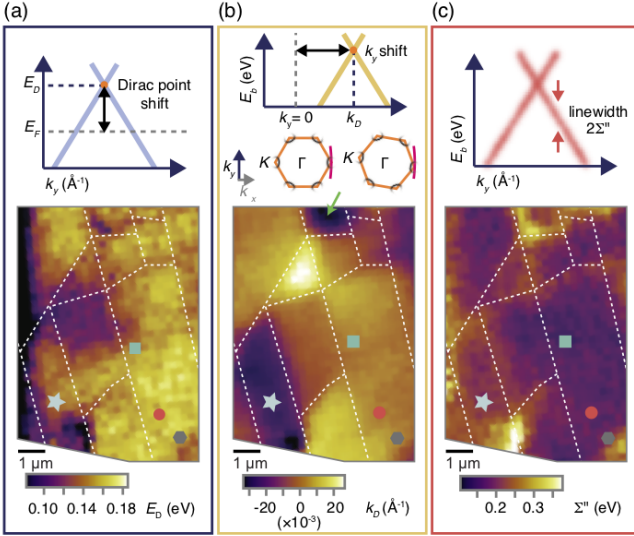 (a)
(b)
(c)
E_D
Dirac point
shift
E_F
k_y (Å⁻¹)
E_b (eV)
k_y shift
k_y = 0
k_D
k_y
k_x
K
Γ
K
Γ
E_b (eV)
linewidth
2Σ"
k_y (Å⁻¹)
1 µm
1 µm
1 µm
0.10 0.14 0.18 E_D (eV)
-20 0 20 k_D (Å⁻¹)
(×10⁻³)
0.2 0.3 Σ" (eV)